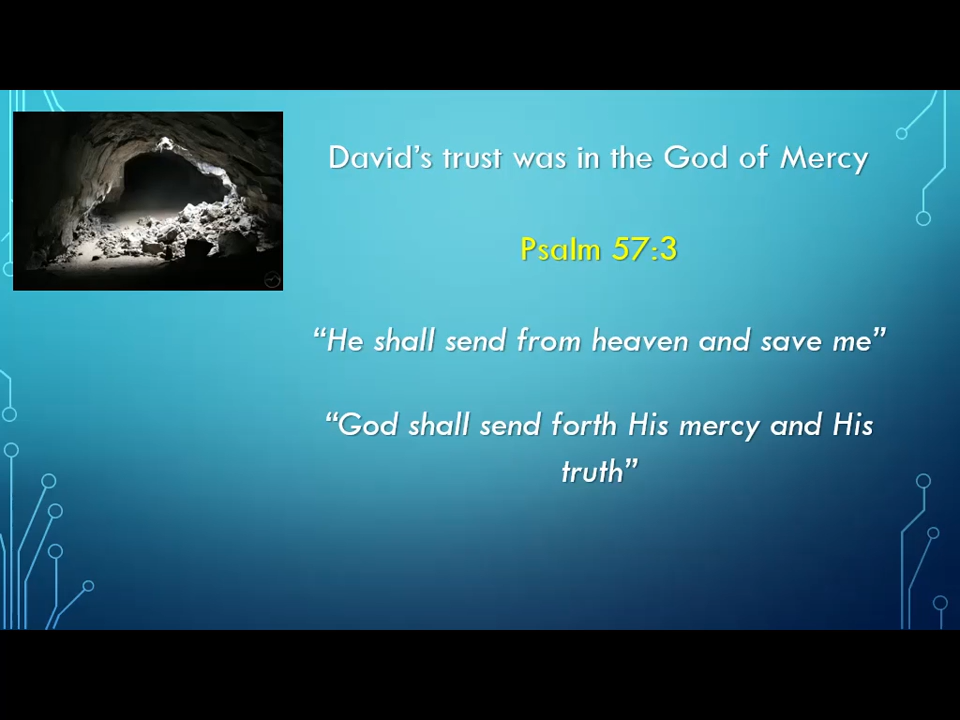 David’s trust was in the God of Mercy
Psalm 57:3
“He shall send from heaven and save me”
“God shall send forth His mercy and His
truth”